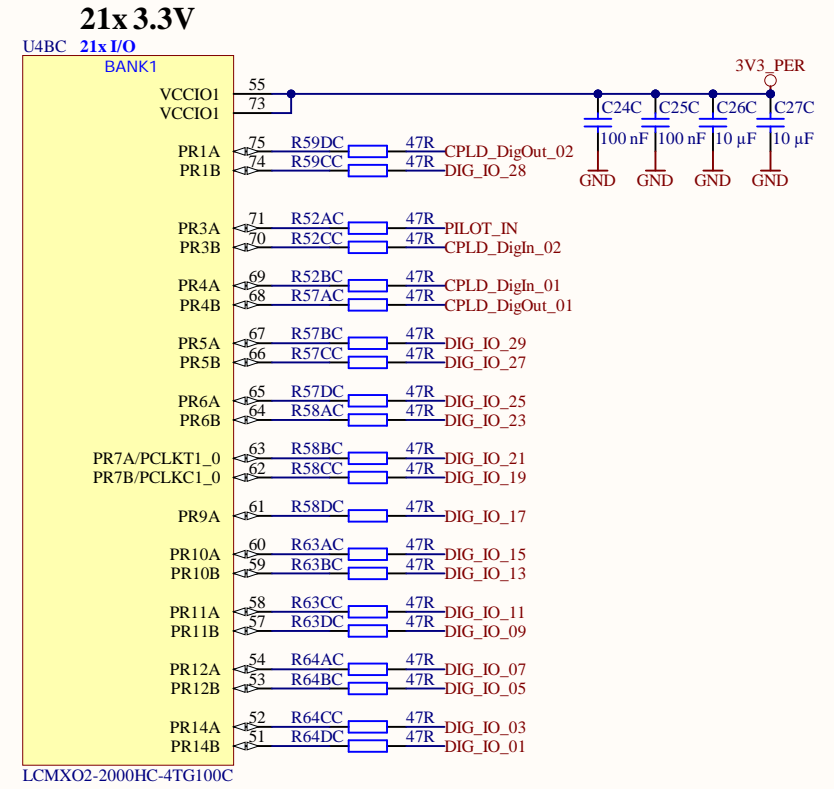 21x 3.3V
U4BC 21x I/O
BANK1
3V3_PER
VCCIO1 55
VCCIO1 73
C24C C25C C26C C27C
100 nF 100 nF 10 µF 10 µF
GND GND GND GND
PR1A 75 R59DC 47R CPLD_DigOut_02
PR1B 74 R59CC 47R DIG_IO_28
PR3A 71 R52AC 47R PILOT_IN
PR3B 70 R52CC 47R CPLD_DigIn_02
PR4A 69 R52BC 47R CPLD_DigIn_01
PR4B 68 R57AC 47R CPLD_DigOut_01
PR5A 67 R57BC 47R DIG_IO_29
PR5B 66 R57CC 47R DIG_IO_27
PR6A 65 R57DC 47R DIG_IO_25
PR6B 64 R58AC 47R DIG_IO_23
PR7A/PCLKT1_0 63 R58BC 47R DIG_IO_21
PR7B/PCLKC1_0 62 R58CC 47R DIG_IO_19
PR9A 61 R58DC 47R DIG_IO_17
PR10A 60 R63AC 47R DIG_IO_15
PR10B 59 R63BC 47R DIG_IO_13
PR11A 58 R63CC 47R DIG_IO_11
PR11B 57 R63DC 47R DIG_IO_09
PR12A 54 R64AC 47R DIG_IO_07
PR12B 53 R64BC 47R DIG_IO_05
PR14A 52 R64CC 47R DIG_IO_03
PR14B 51 R64DC 47R DIG_IO_01
LCMXO2-2000HC-4TG100C